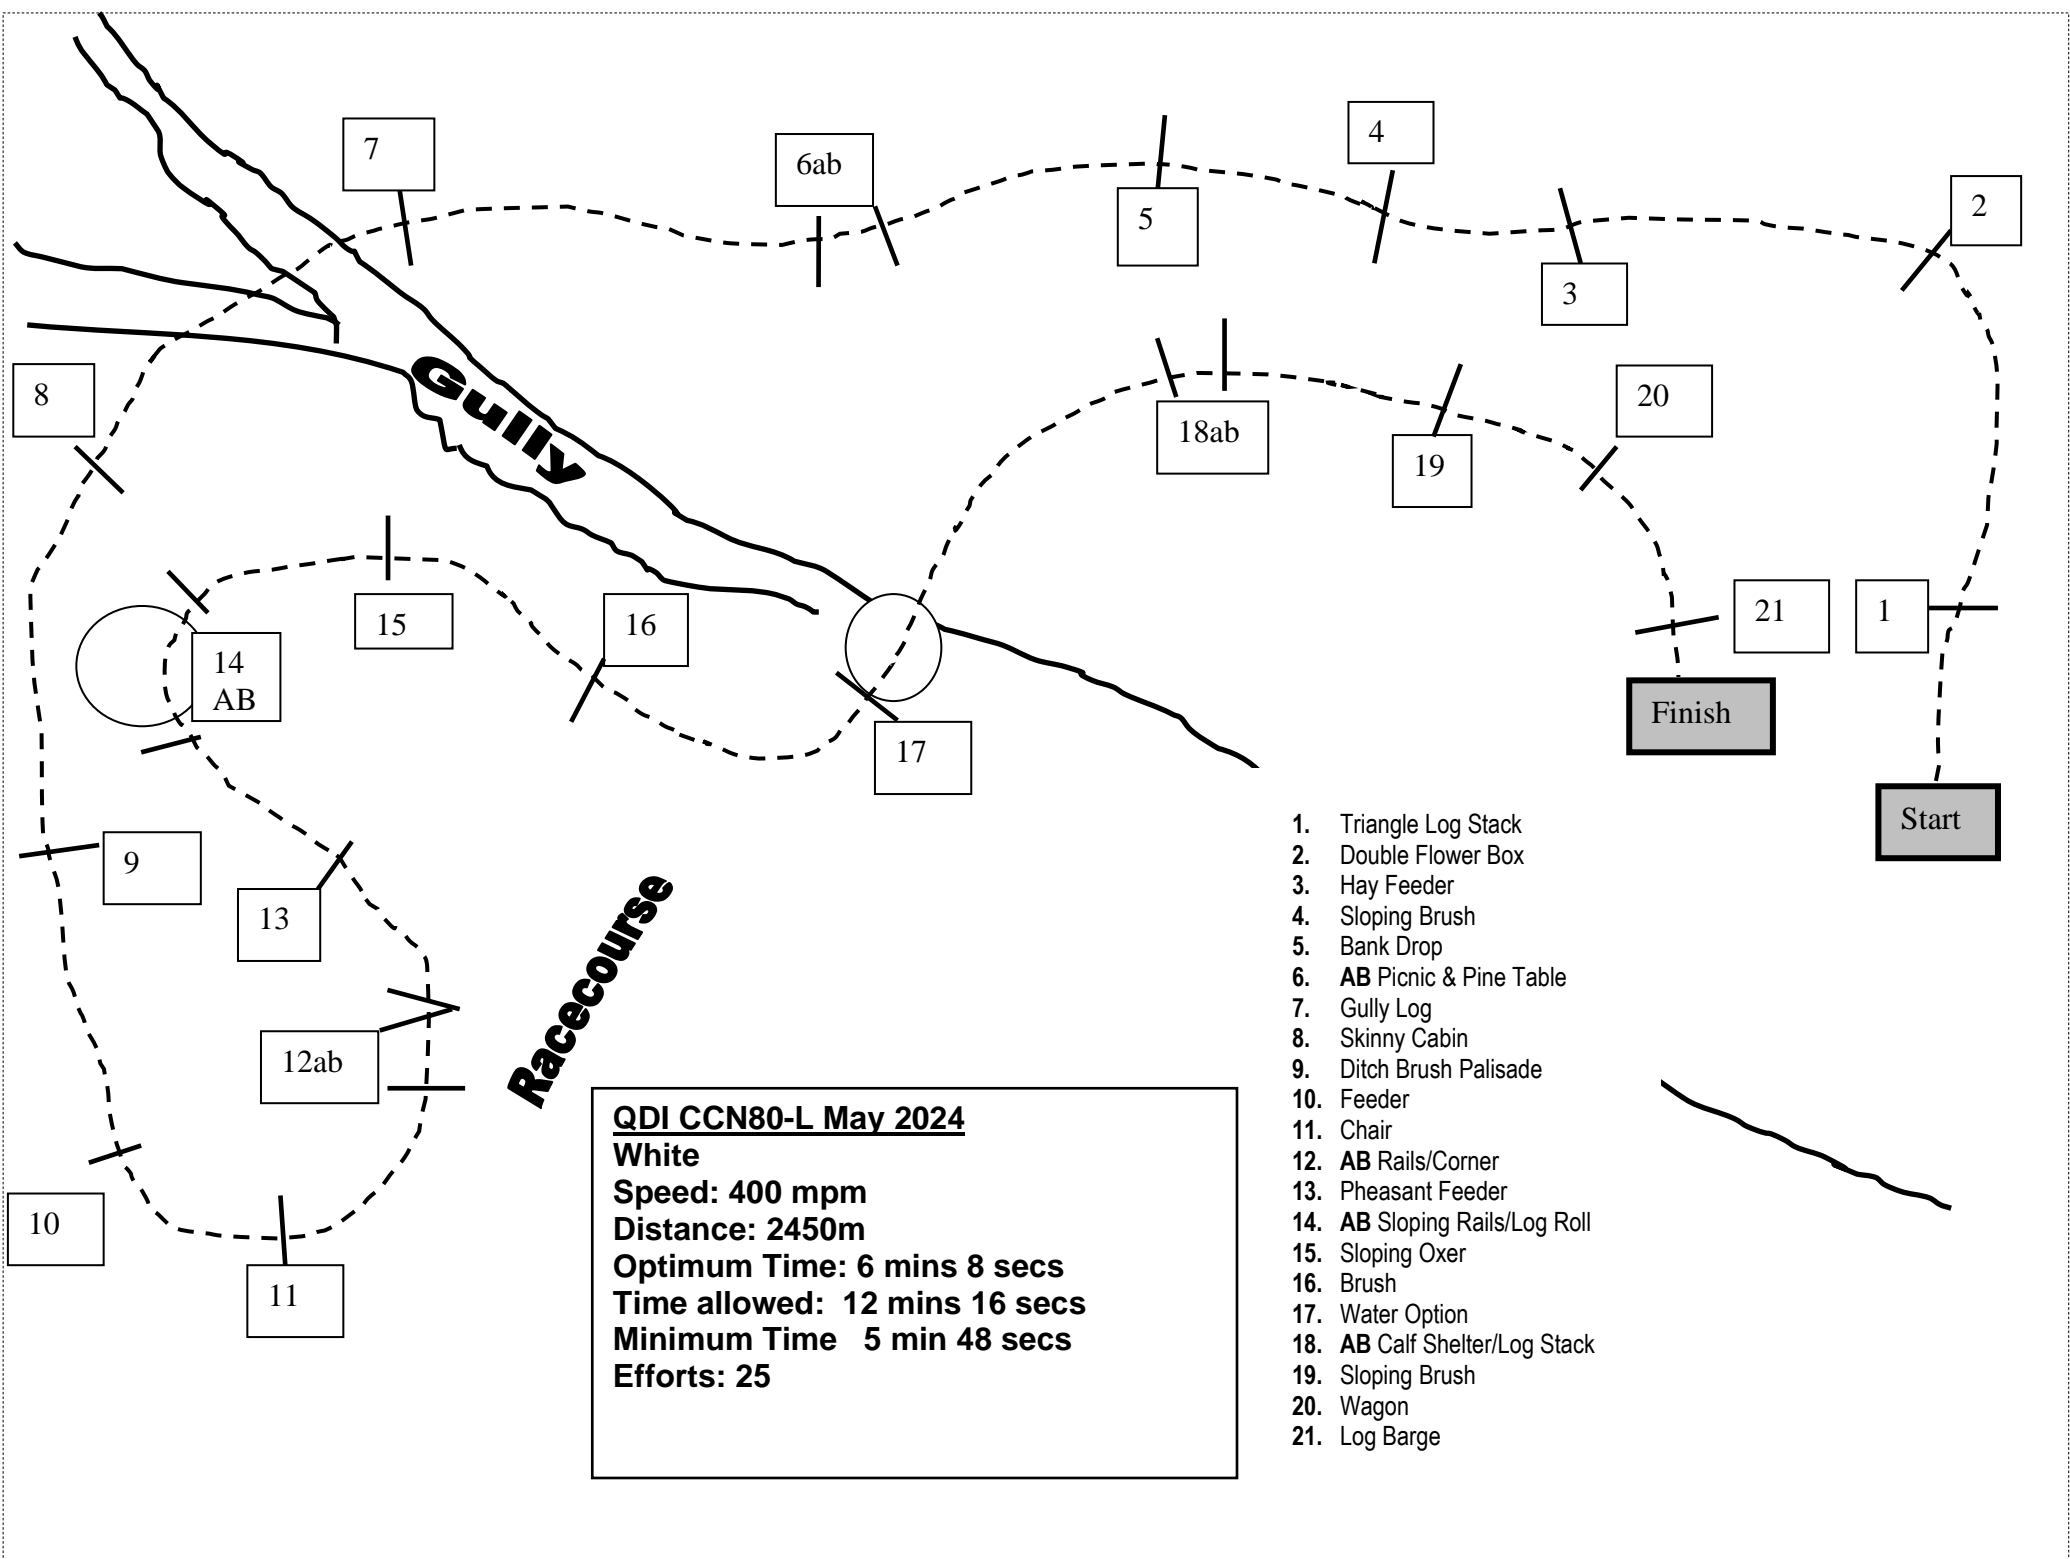 7
6ab
5
4
3
2
8
18ab
19
20
Gully
15
16
14
AB
17
21
1
Finish
Start
9
13
12ab
10
11
Racecourse
QDI CCN80-L May 2024
White
Speed: 400 mpm
Distance: 2450m
Optimum Time: 6 mins 8 secs
Time allowed:  12 mins 16 secs
Minimum Time   5 min 48 secs
Efforts: 25
1. Triangle Log Stack
2. Double Flower Box
3. Hay Feeder
4. Sloping Brush
5. Bank Drop
6. AB Picnic & Pine Table
7. Gully Log
8. Skinny Cabin
9. Ditch Brush Palisade
10. Feeder
11. Chair
12. AB Rails/Corner
13. Pheasant Feeder
14. AB Sloping Rails/Log Roll
15. Sloping Oxer
16. Brush
17. Water Option
18. AB Calf Shelter/Log Stack
19. Sloping Brush
20. Wagon
21. Log Barge